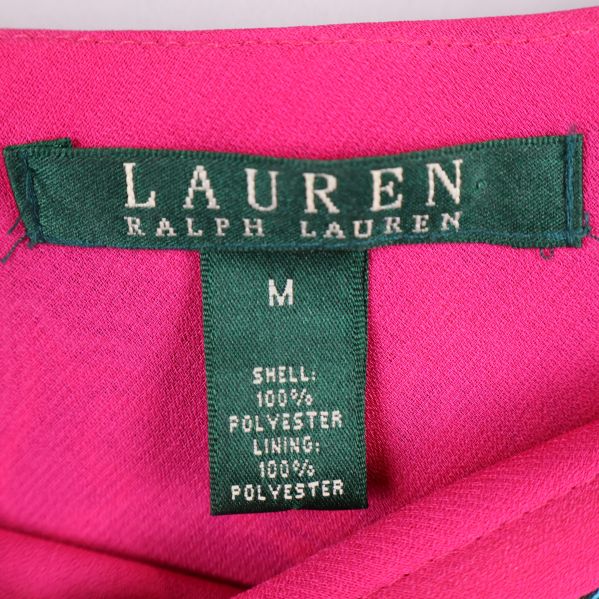 LAUREN
RALPH LAUREN
M
SHELL:
100%
POLYESTER
LINING:
100%
POLYESTER